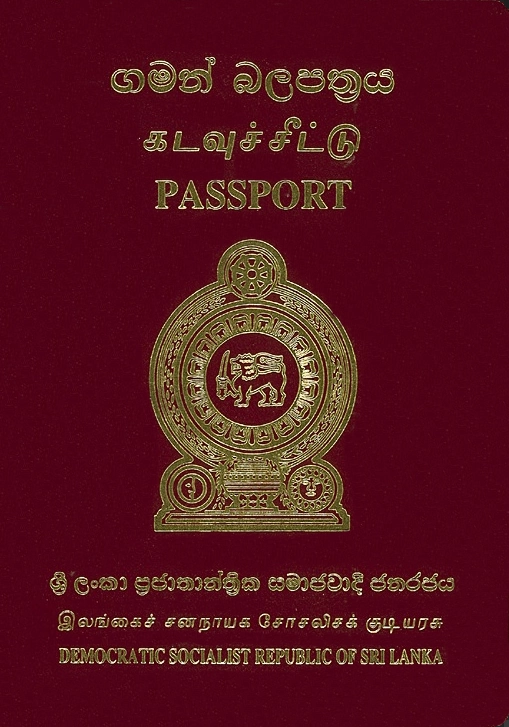 ගමන් බලපත්‍රය
கடவுச்சீட்டு
PASSPORT
ශ්‍රී ලංකා ප්‍රජාතාන්ත්‍රික සමාජවාදී ජනරජය
இலங்கைச் சனநாயக சோசலிசக் குடியரசு
DEMOCRATIC SOCIALIST REPUBLIC OF SRI LANKA